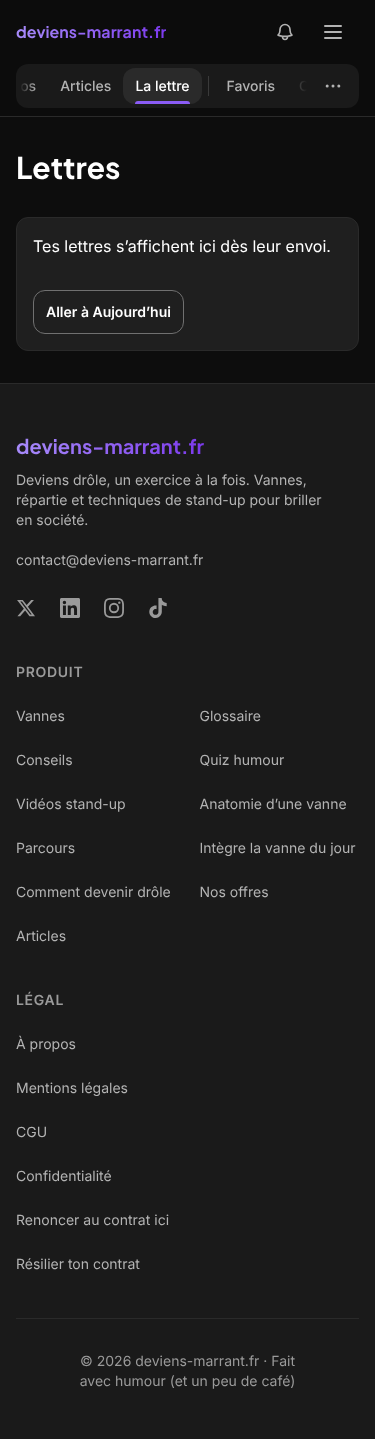 deviens-marrant.fr
os Articles La lettre Favoris
Lettres
Tes lettres s’affichent ici dès leur envoi.
Aller à Aujourd’hui
deviens-marrant.fr
Deviens drôle, un exercice à la fois. Vannes,
répartie et techniques de stand-up pour briller
en société.
contact@deviens-marrant.fr
PRODUIT
Vannes Glossaire
Conseils Quiz humour
Vidéos stand-up Anatomie d’une vanne
Parcours Intègre la vanne du jour
Comment devenir drôle Nos offres
Articles
LÉGAL
À propos
Mentions légales
CGU
Confidentialité
Renoncer au contrat ici
Résilier ton contrat
© 2026 deviens-marrant.fr · Fait
avec humour (et un peu de café)